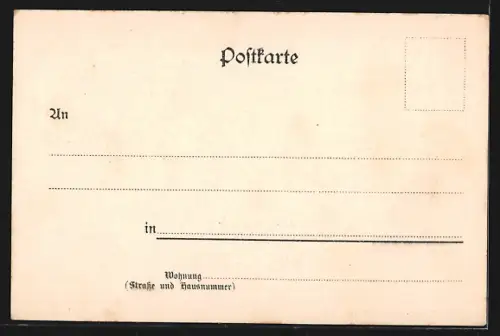 Postkarte
An
in
Wohnung
(Straße und Hausnummer)